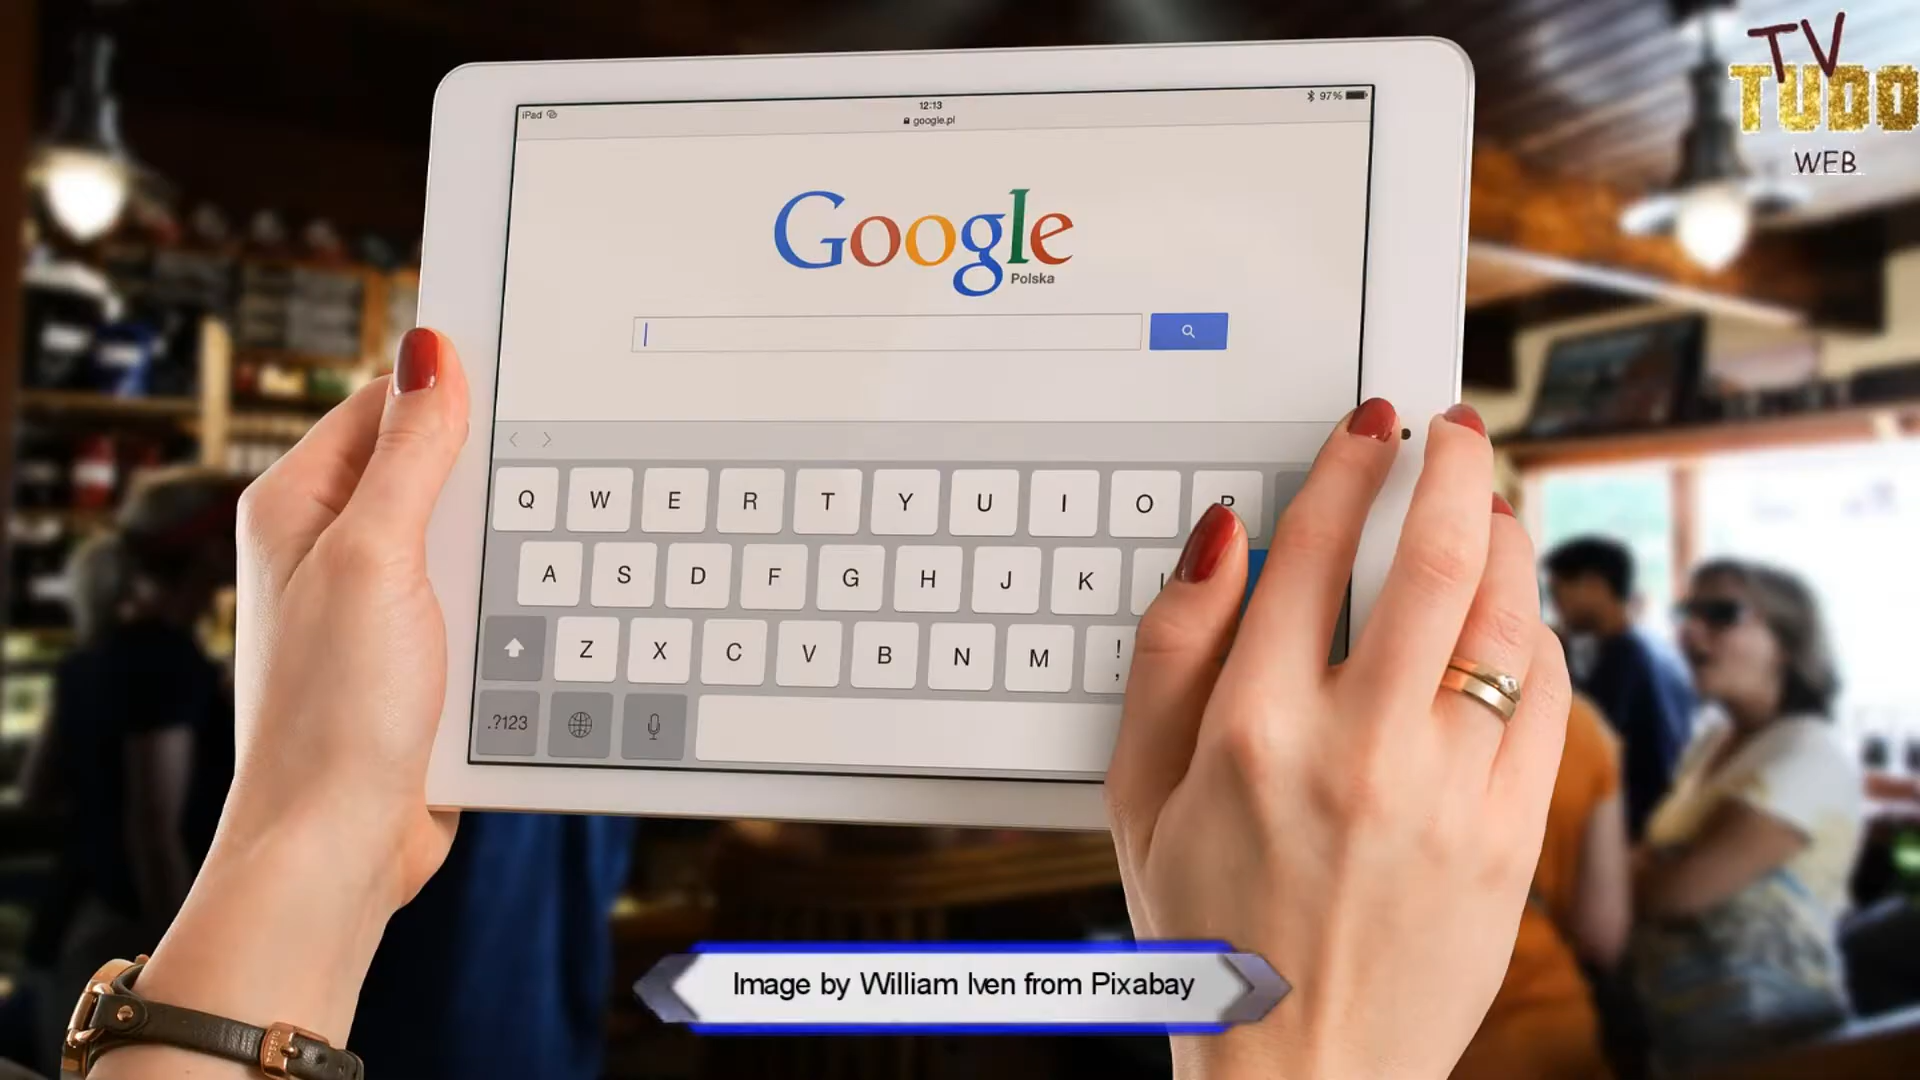 TV
TUDO
WEB
iPad
12:13
97%
google.pl
Google
Polska
Q W E R T Y U I O P
A S D F G H J K
Z X C V B N M ! ,
.?123
Image by William Iven from Pixabay